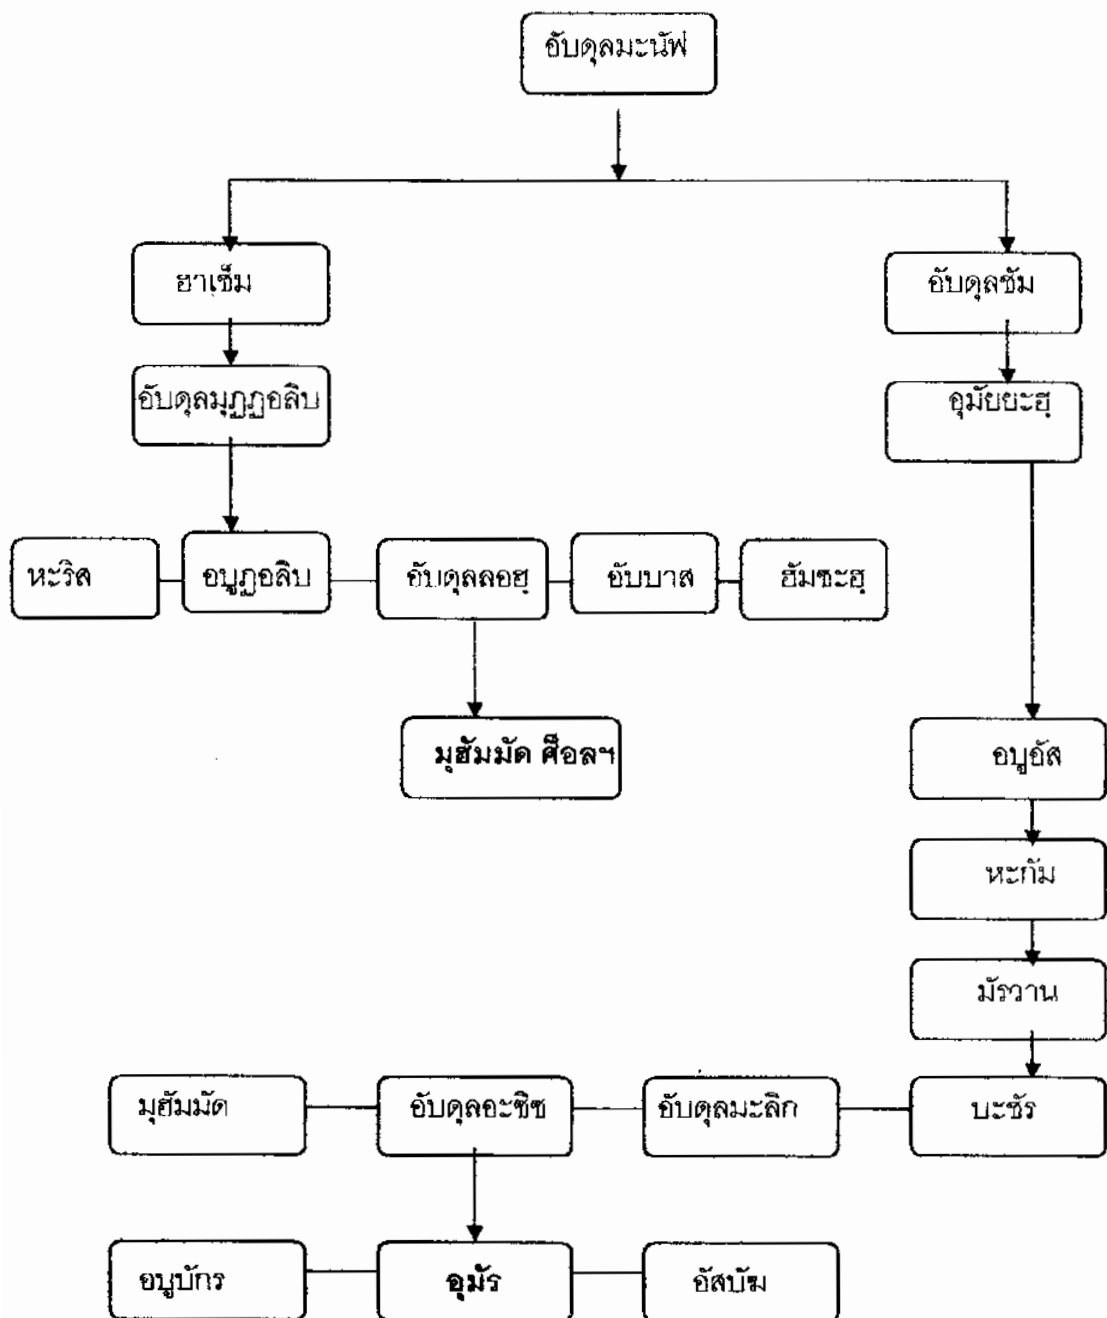 อับดุลมะนัฟ
ฮาเช็ม
อับดุลชัม
อับดุลมุฏฏอลิบ
อุมัยยะฮฺ
หะริส
อบูฏอลิบ
อับดุลลอฮฺ
อับบาส
ฮัมซะฮฺ
มุฮัมมัด ศ็อลฯ
อบูอัส
หะกัม
มัรวาน
มุฮัมมัด
อับดุลอะซิซ
อับดุลมะลิก
บะชัร
อบูบักร
อุมัร
อัสบัฆ